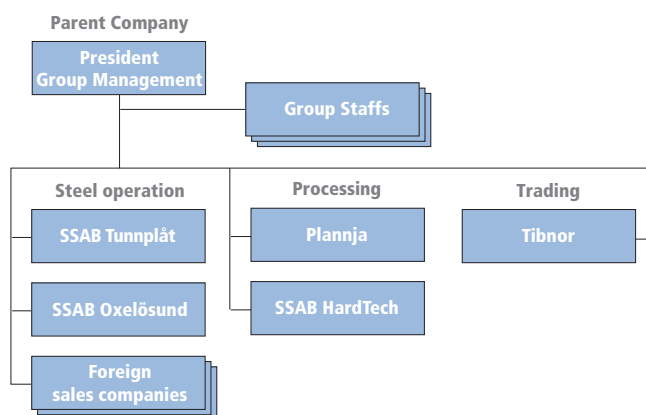 Parent Company
President
Group Management
Group Staffs
Steel operation
Processing
Trading
SSAB Tunnplåt
Plannja
Tibnor
SSAB Oxelösund
SSAB HardTech
Foreign
sales companies